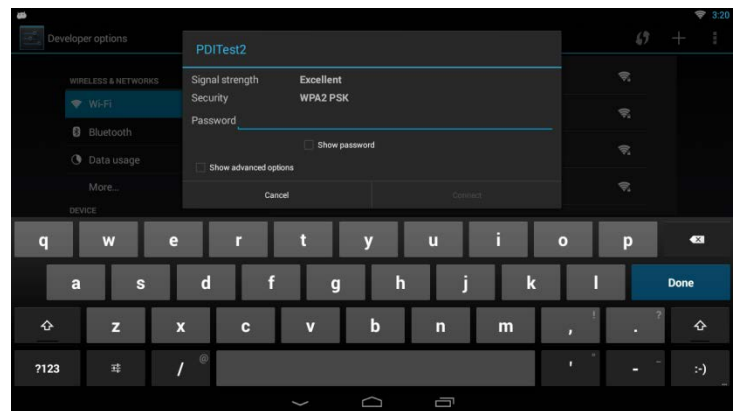 3:20
Developer options
PDITest2
WIRELESS & NETWORKS
Signal strength Excellent
Wi-Fi
Security WPA2 PSK
Password
Bluetooth
Show password
Data usage
Show advanced options
More...
Cancel Connect
DEVICE
q w e r t y u i o p
a s d f g h j k l Done
z x c v b n m , ! . ?
?123 / @ ' " - _ :-)